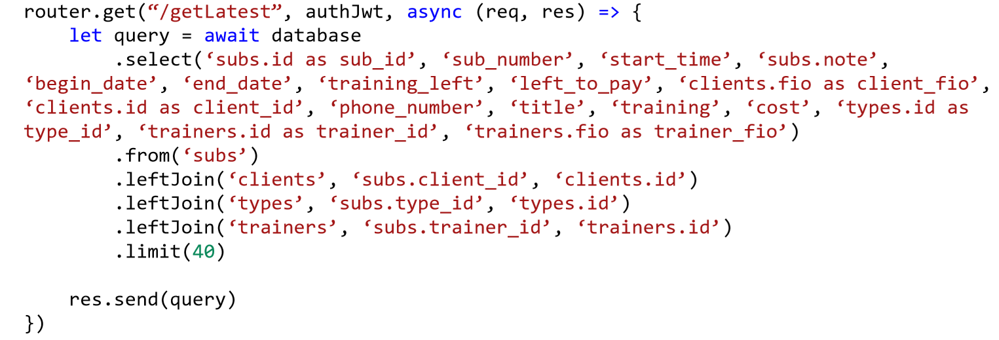 router.get(“/getLatest”, authJwt, async (req, res) => {
    let query = await database
        .select(‘subs.id as sub_id’, ‘sub_number’, ‘start_time’, ‘subs.note’,
‘begin_date’, ‘end_date’, ‘training_left’, ‘left_to_pay’, ‘clients.fio as client_fio’,
‘clients.id as client_id’, ‘phone_number’, ‘title’, ‘training’, ‘cost’, ‘types.id as
type_id’, ‘trainers.id as trainer_id’, ‘trainers.fio as trainer_fio’)
        .from(‘subs’)
        .leftJoin(‘clients’, ‘subs.client_id’, ‘clients.id’)
        .leftJoin(‘types’, ‘subs.type_id’, ‘types.id’)
        .leftJoin(‘trainers’, ‘subs.trainer_id’, ‘trainers.id’)
        .limit(40)

    res.send(query)
})